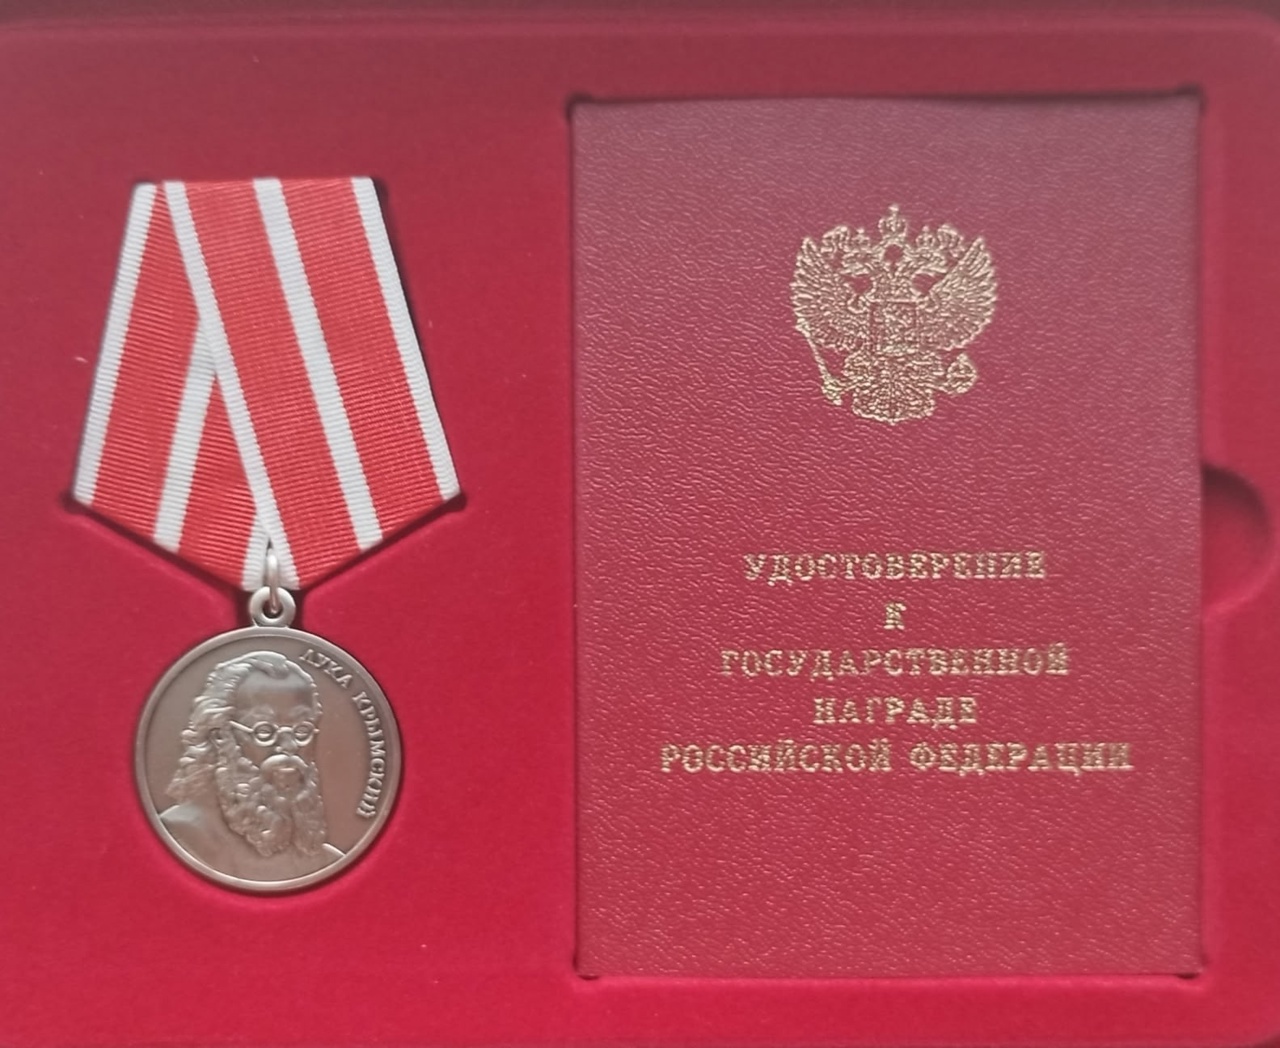 ЛУКА КРЫМСКИЙ
УДОСТОВЕРЕНИЕ
К
ГОСУДАРСТВЕННОЙ
НАГРАДЕ
РОССИЙСКОЙ ФЕДЕРАЦИИ